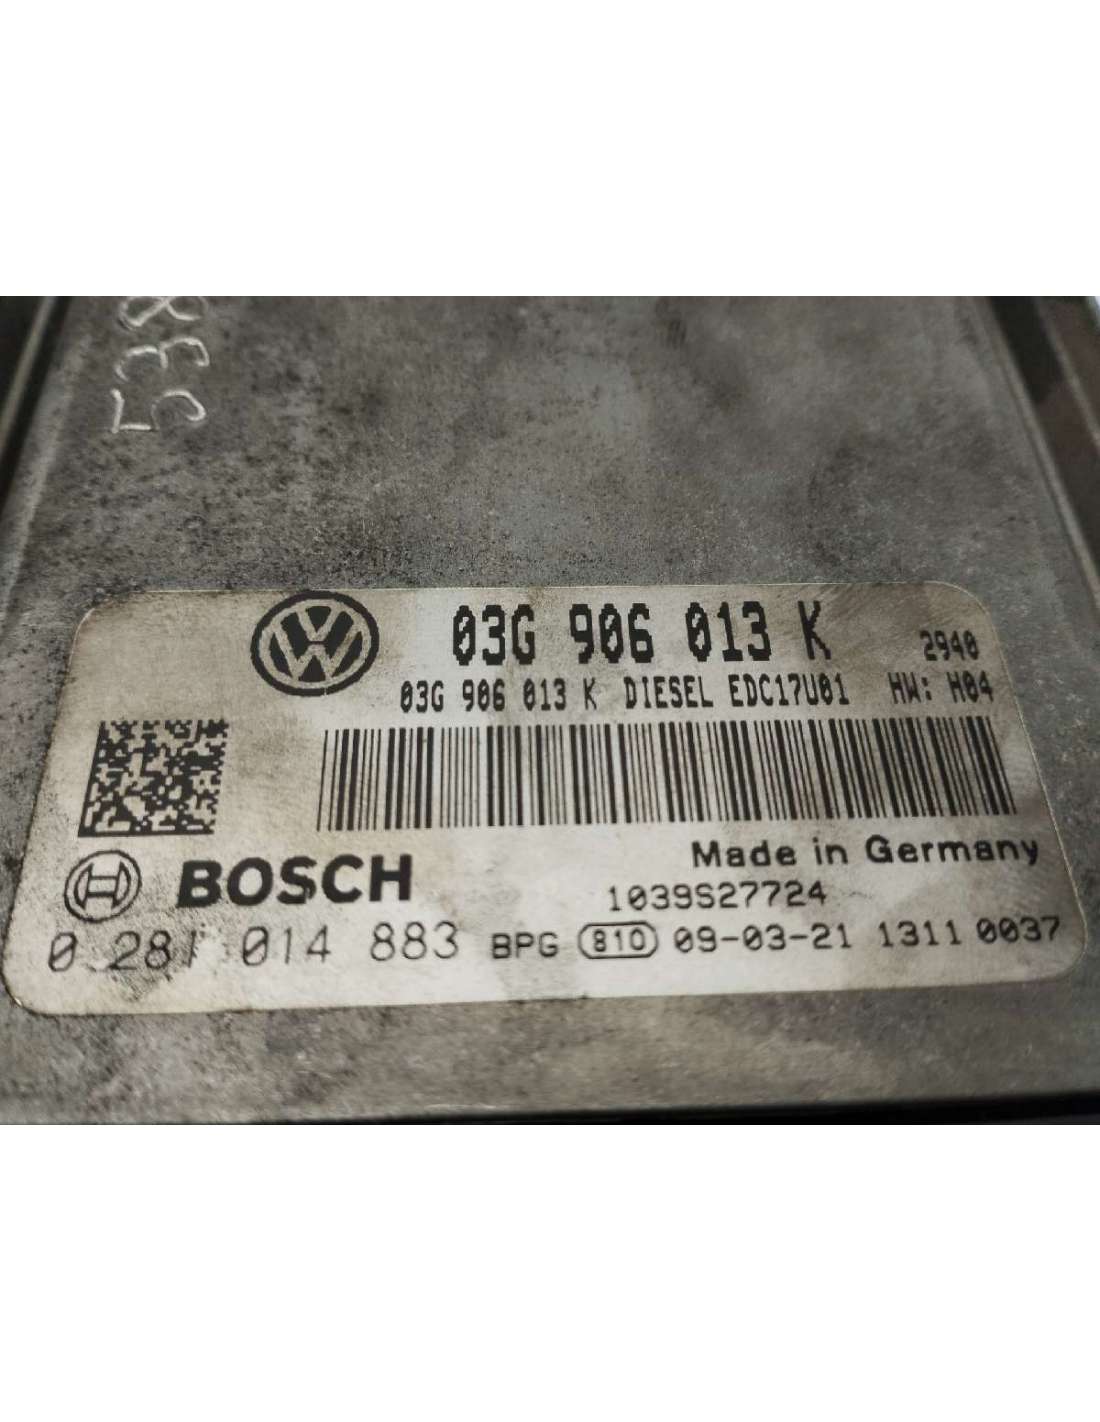 538
03G 906 013 K 2940
03G 906 013 K DIESEL EDC17U01 HW: H04
BOSCH Made in Germany
1039S27724
0 281 014 883 BPG 810 09-03-21 1311 0037